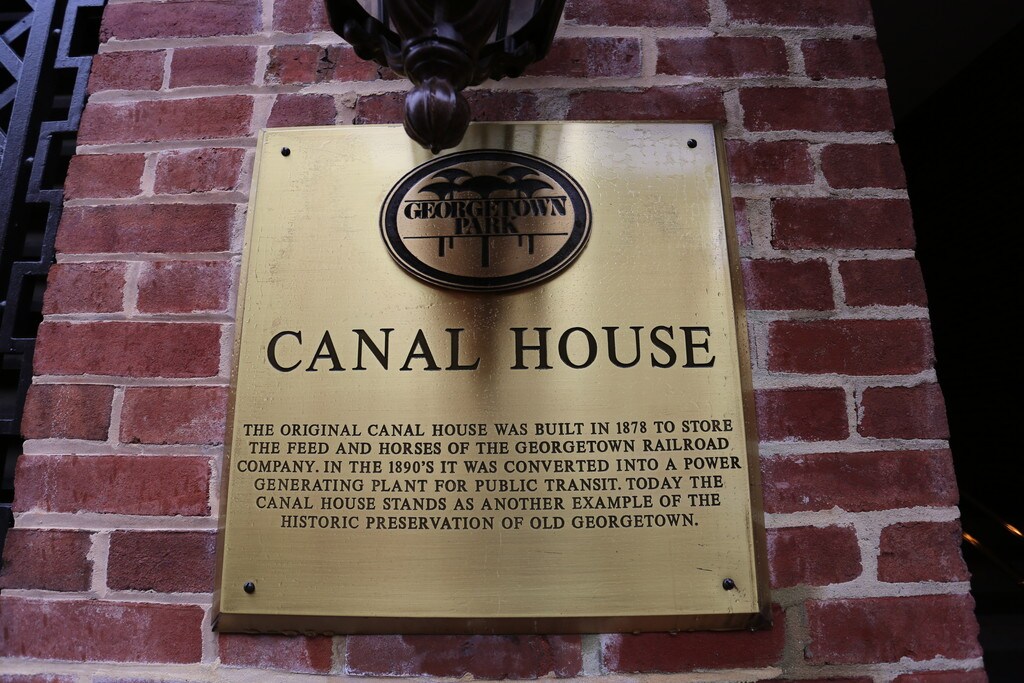 GEORGETOWN
PARK
CANAL HOUSE
THE ORIGINAL CANAL HOUSE WAS BUILT IN 1878 TO STORE
THE FEED AND HORSES OF THE GEORGETOWN RAILROAD
COMPANY. IN THE 1890'S IT WAS CONVERTED INTO A POWER
GENERATING PLANT FOR PUBLIC TRANSIT. TODAY THE
CANAL HOUSE STANDS AS ANOTHER EXAMPLE OF THE
HISTORIC PRESERVATION OF OLD GEORGETOWN.